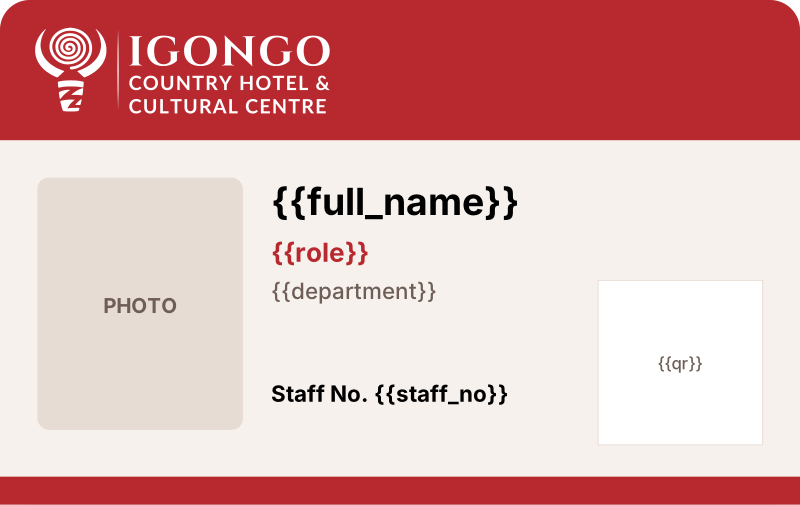 IGONGO
COUNTRY HOTEL &
CULTURAL CENTRE
{{full_name}}
{{role}}
{{department}}
PHOTO
{{qr}}
Staff No. {{staff_no}}